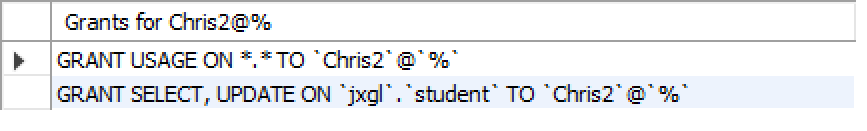 Grants for Chris2@%
GRANT USAGE ON *.* TO `Chris2`@`%`
GRANT SELECT, UPDATE ON `jxgl`.`student` TO `Chris2`@`%`